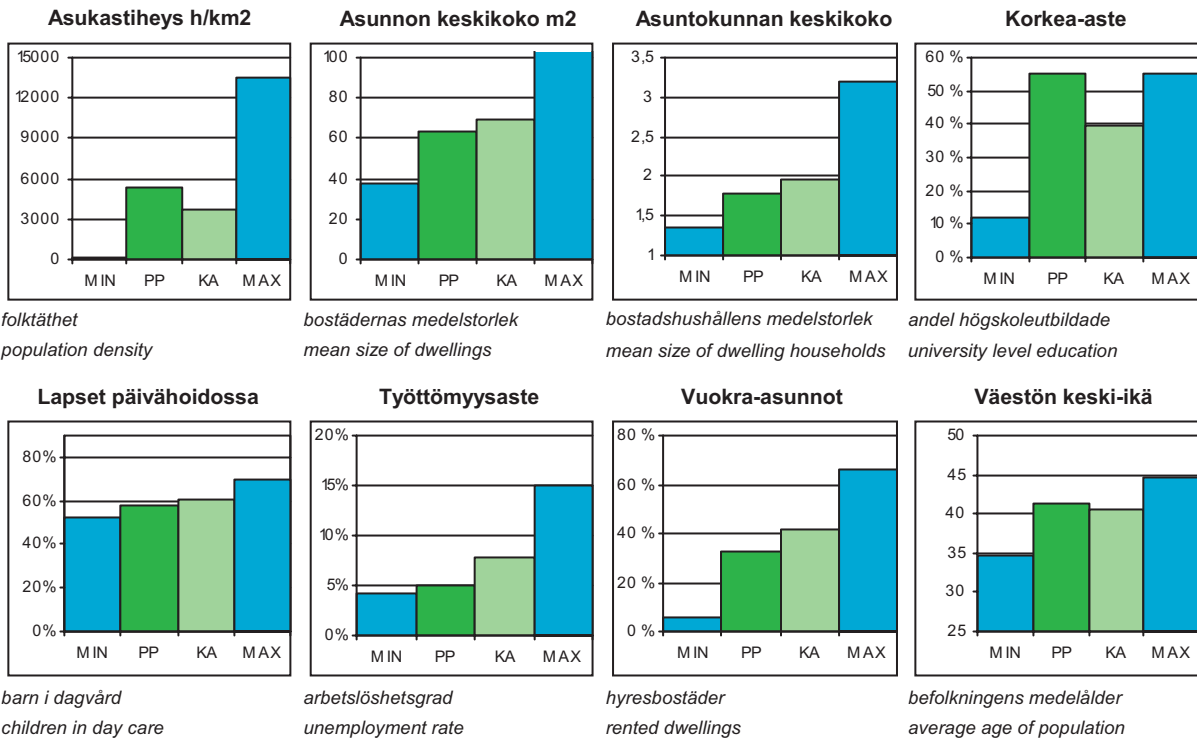 Asukastiheys h/km2
15000
12000
9000
6000
3000
0
MIN PP KA MAX
folktäthet
population density
Asunnon keskikoko m2
100
80
60
40
20
0
MIN PP KA MAX
bostädernas medelstorlek
mean size of dwellings
Asuntokunnan keskikoko
3,5
3
2,5
2
1,5
1
MIN PP KA MAX
bostadshushållens medelstorlek
mean size of dwelling households
Korkea-aste
60 %
50 %
40 %
30 %
20 %
10 %
0 %
MIN PP KA MAX
andel högskoleutbildade
university level education
Lapset päivähoidossa
80%
60%
40%
20%
0%
MIN PP KA MAX
barn i dagvård
children in day care
Työttömyysaste
20%
15%
10%
5%
0%
MIN PP KA MAX
arbetslöshetsgrad
unemployment rate
Vuokra-asunnot
80 %
60 %
40 %
20 %
0 %
MIN PP KA MAX
hyresbostäder
rented dwellings
Väestön keski-ikä
50
45
40
35
30
25
MIN PP KA MAX
befolkningens medelålder
average age of population